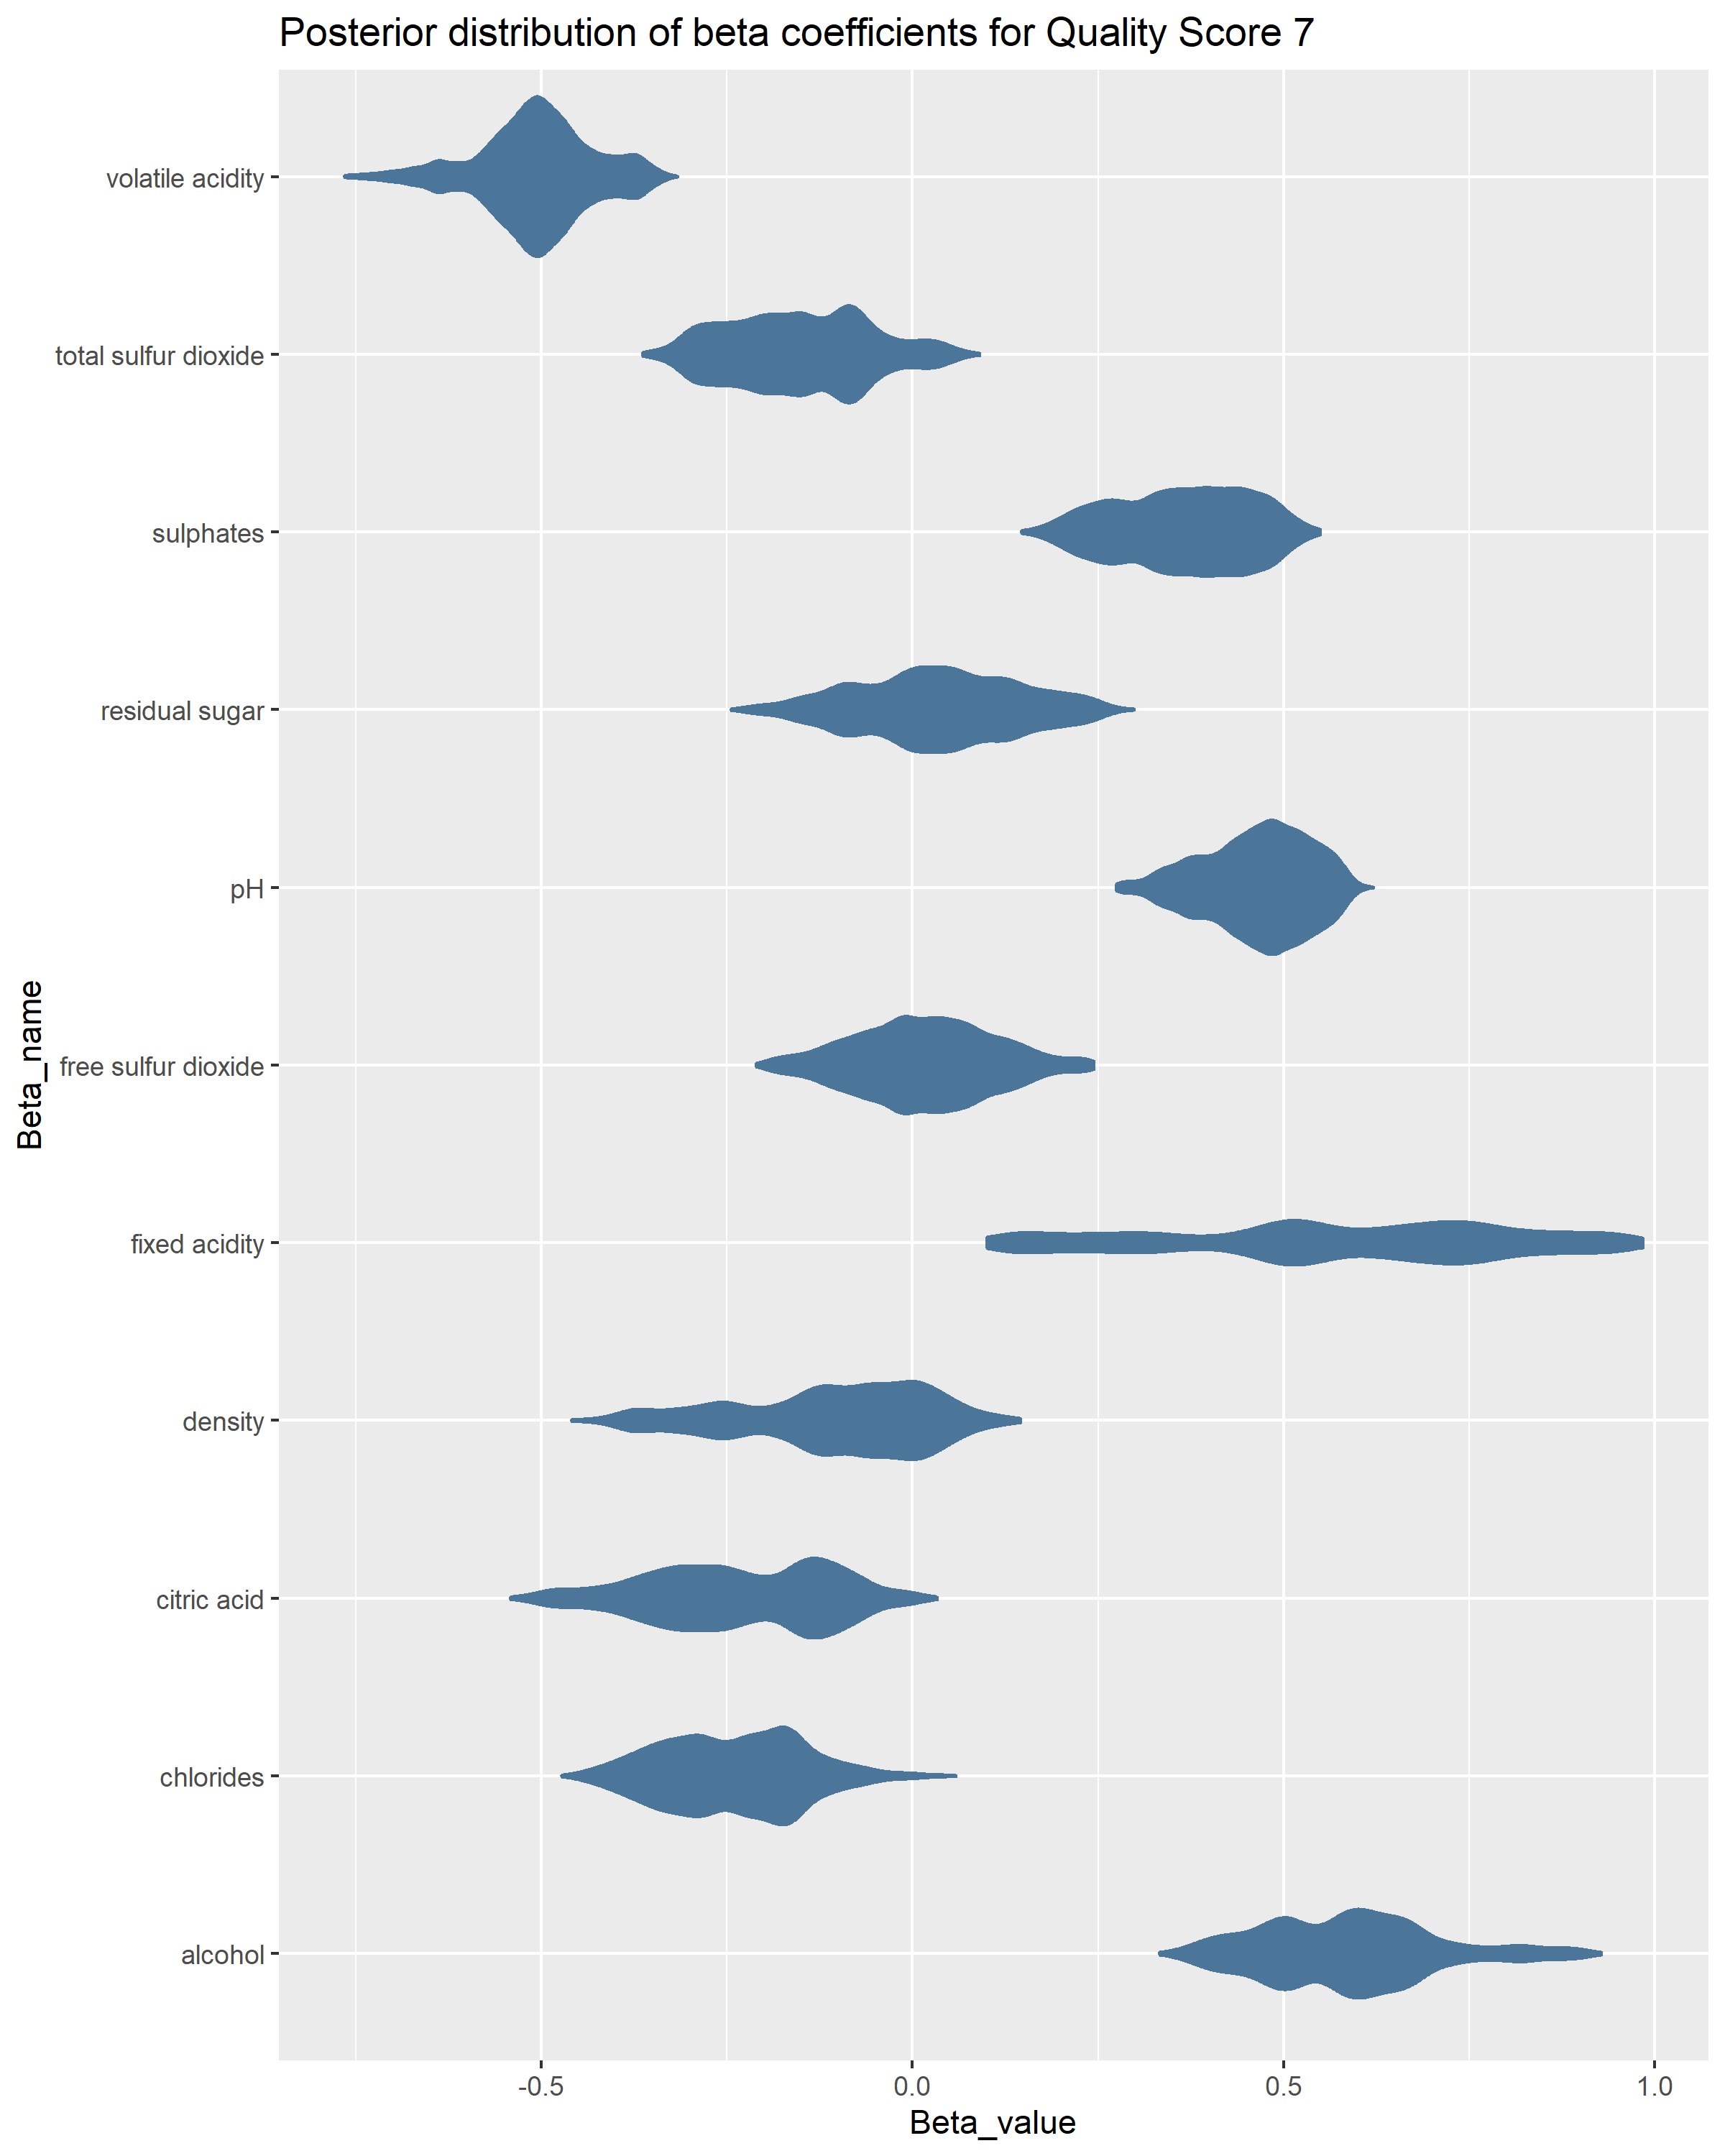 Posterior distribution of beta coefficients for Quality Score 7
volatile acidity
total sulfur dioxide
sulphates
residual sugar
pH
free sulfur dioxide
fixed acidity
density
citric acid
chlorides
alcohol
Beta_name
-0.5 0.0 0.5 1.0
Beta_value